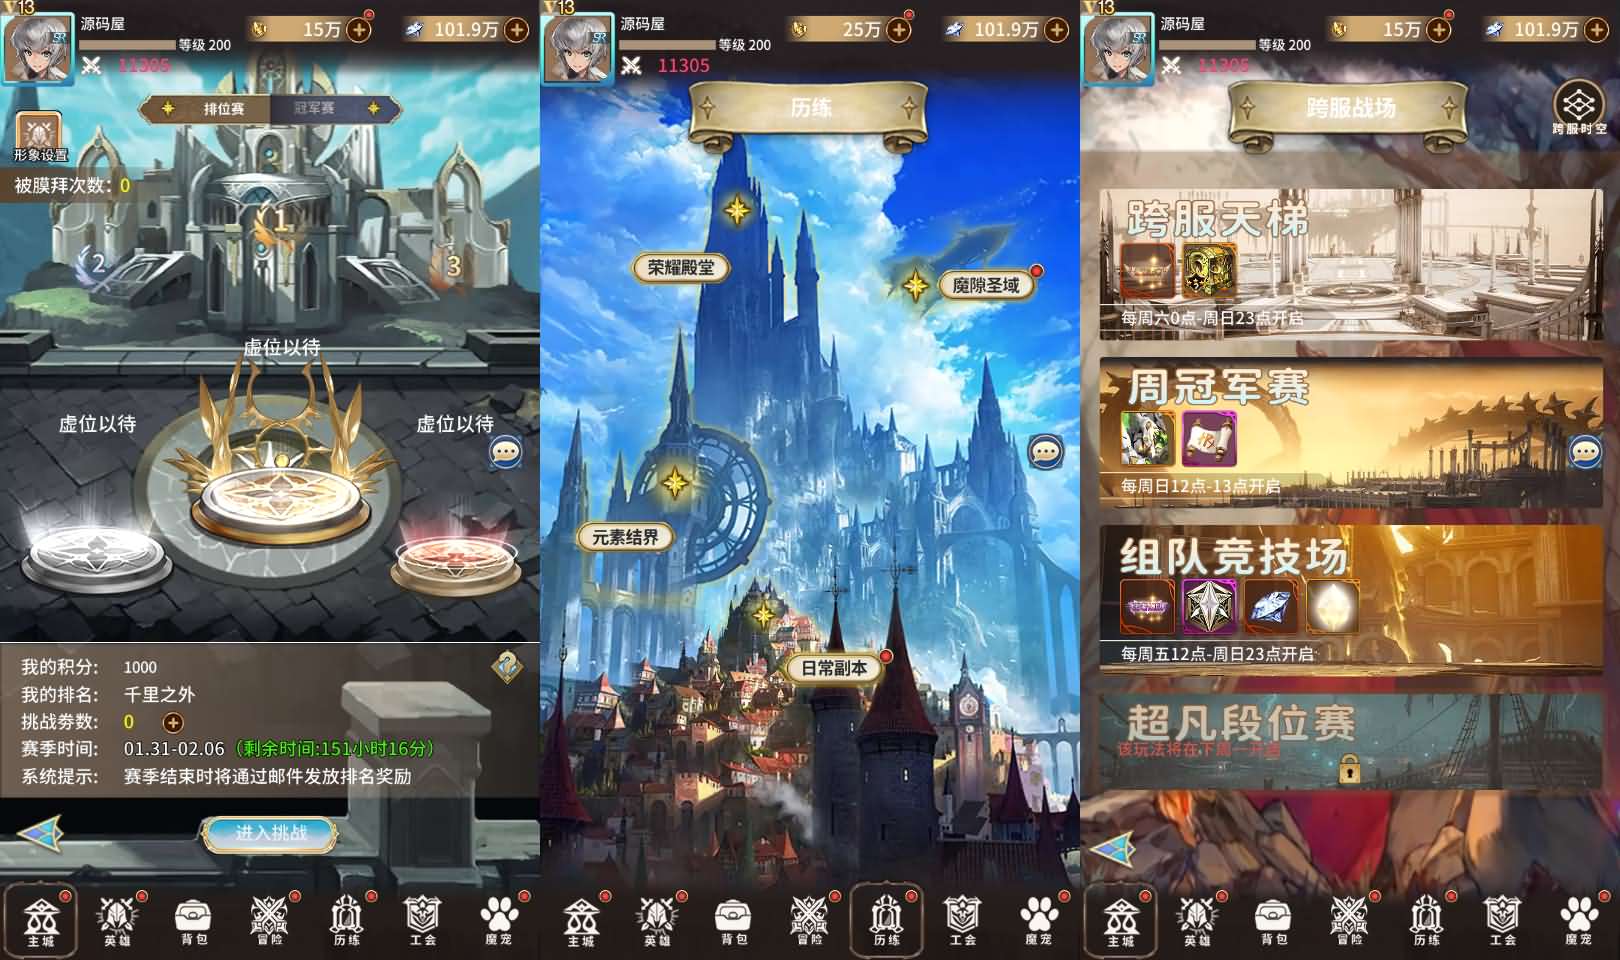 V13
源码屋
SR
等级 200
11305
15万
101.9万
排位赛
冠军赛
形象设置
被膜拜次数: 0
1
2
3
虚位以待
虚位以待
虚位以待
我的积分: 1000
我的排名: 千里之外
挑战劵数: 0
赛季时间: 01.31-02.06 (剩余时间:151小时16分)
系统提示: 赛季结束时将通过邮件发放排名奖励
进入挑战
主城
英雄
背包
冒险
历练
工会
魔宠
V13
源码屋
SR
等级 200
11305
25万
101.9万
历练
荣耀殿堂
魔隙圣域
元素结界
日常副本
主城
英雄
背包
冒险
历练
工会
魔宠
V13
源码屋
SR
等级 200
11305
15万
101.9万
跨服战场
跨服时空
跨服天梯
每周六0点-周日23点开启
周冠军赛
每周日12点-13点开启
组队竞技场
每周五12点-周日23点开启
超凡段位赛
该玩法将在下周一开启
主城
英雄
背包
冒险
历练
工会
魔宠